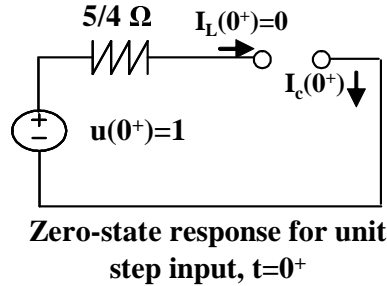 5/4 Ω
I_L(0⁺)=0
I_c(0⁺)
+
−
u(0⁺)=1
Zero-state response for unit
step input, t=0⁺